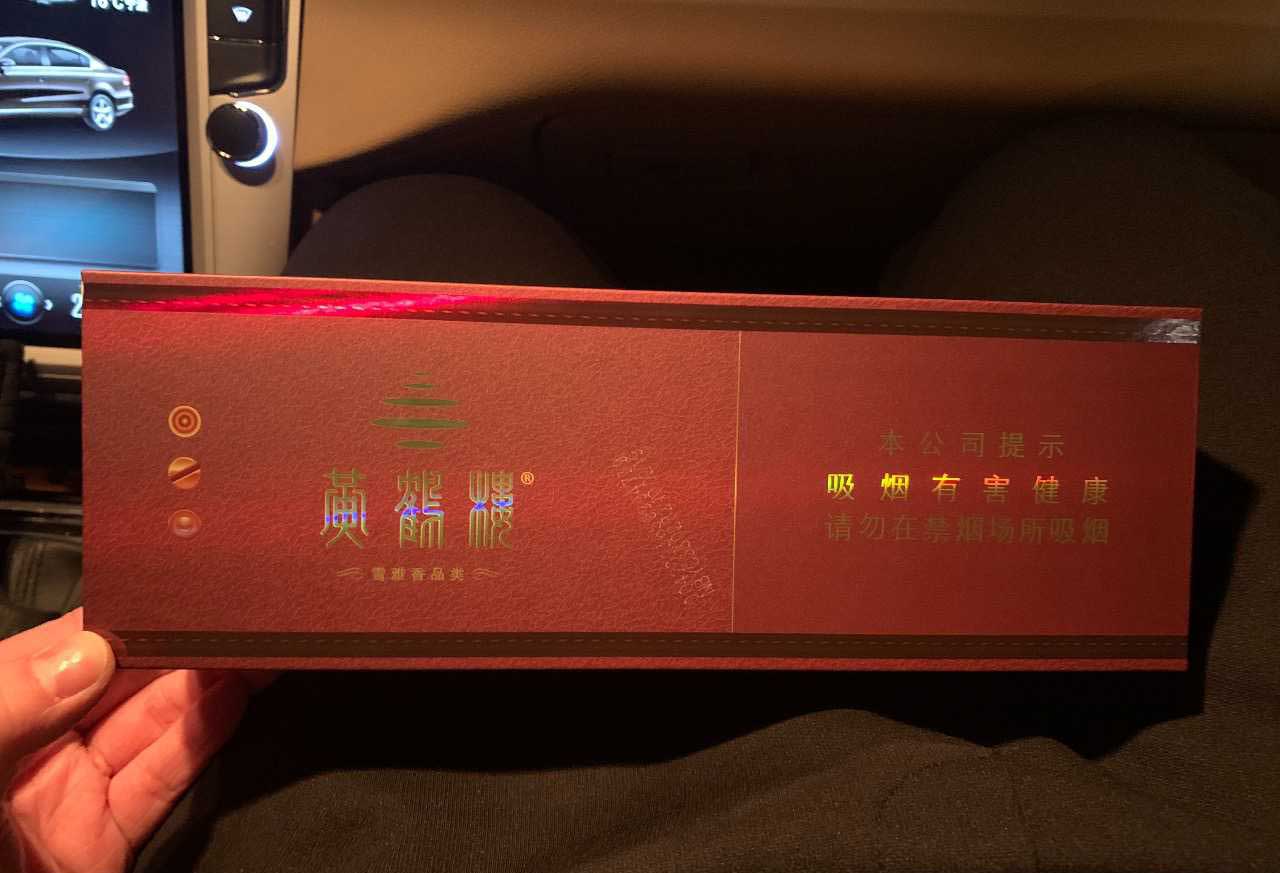 黄鹤楼®
雪雅香品类
本公司提示
吸烟有害健康
请勿在禁烟场所吸烟